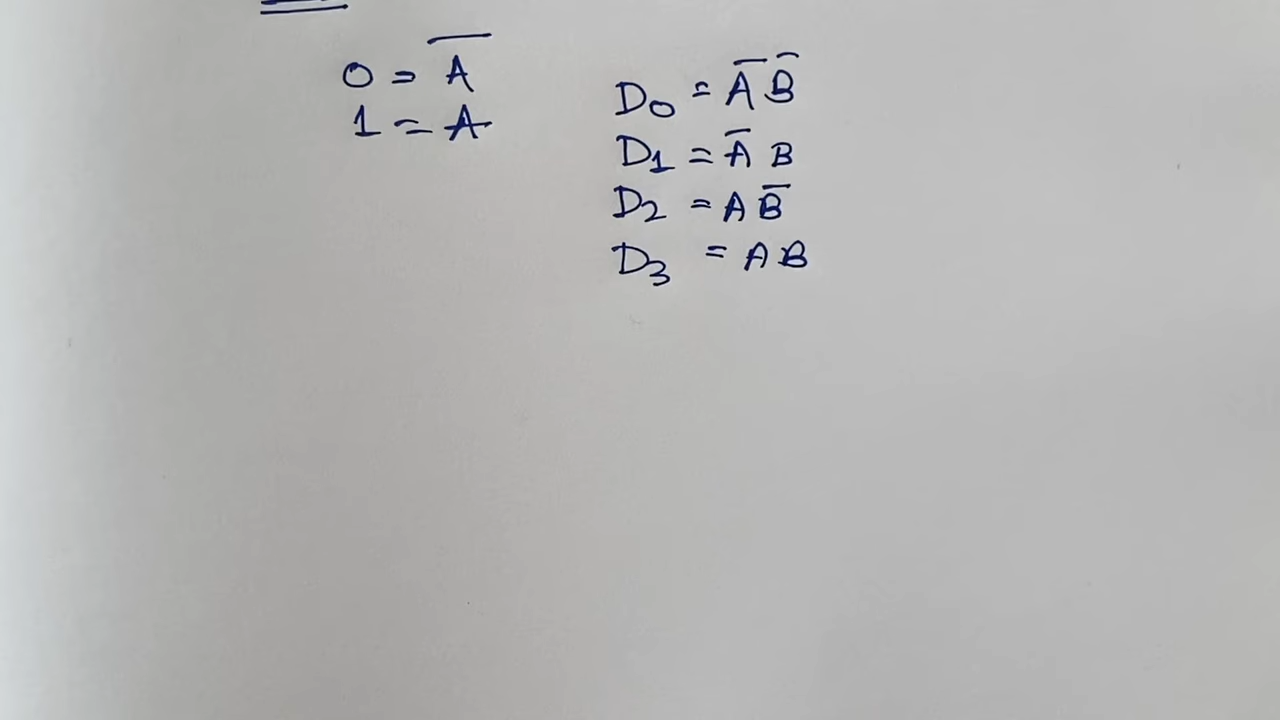 0 = A̅
1 = A
D₀ = A̅ B̅
D₁ = A̅ B
D₂ = A B̅
D₃ = A B